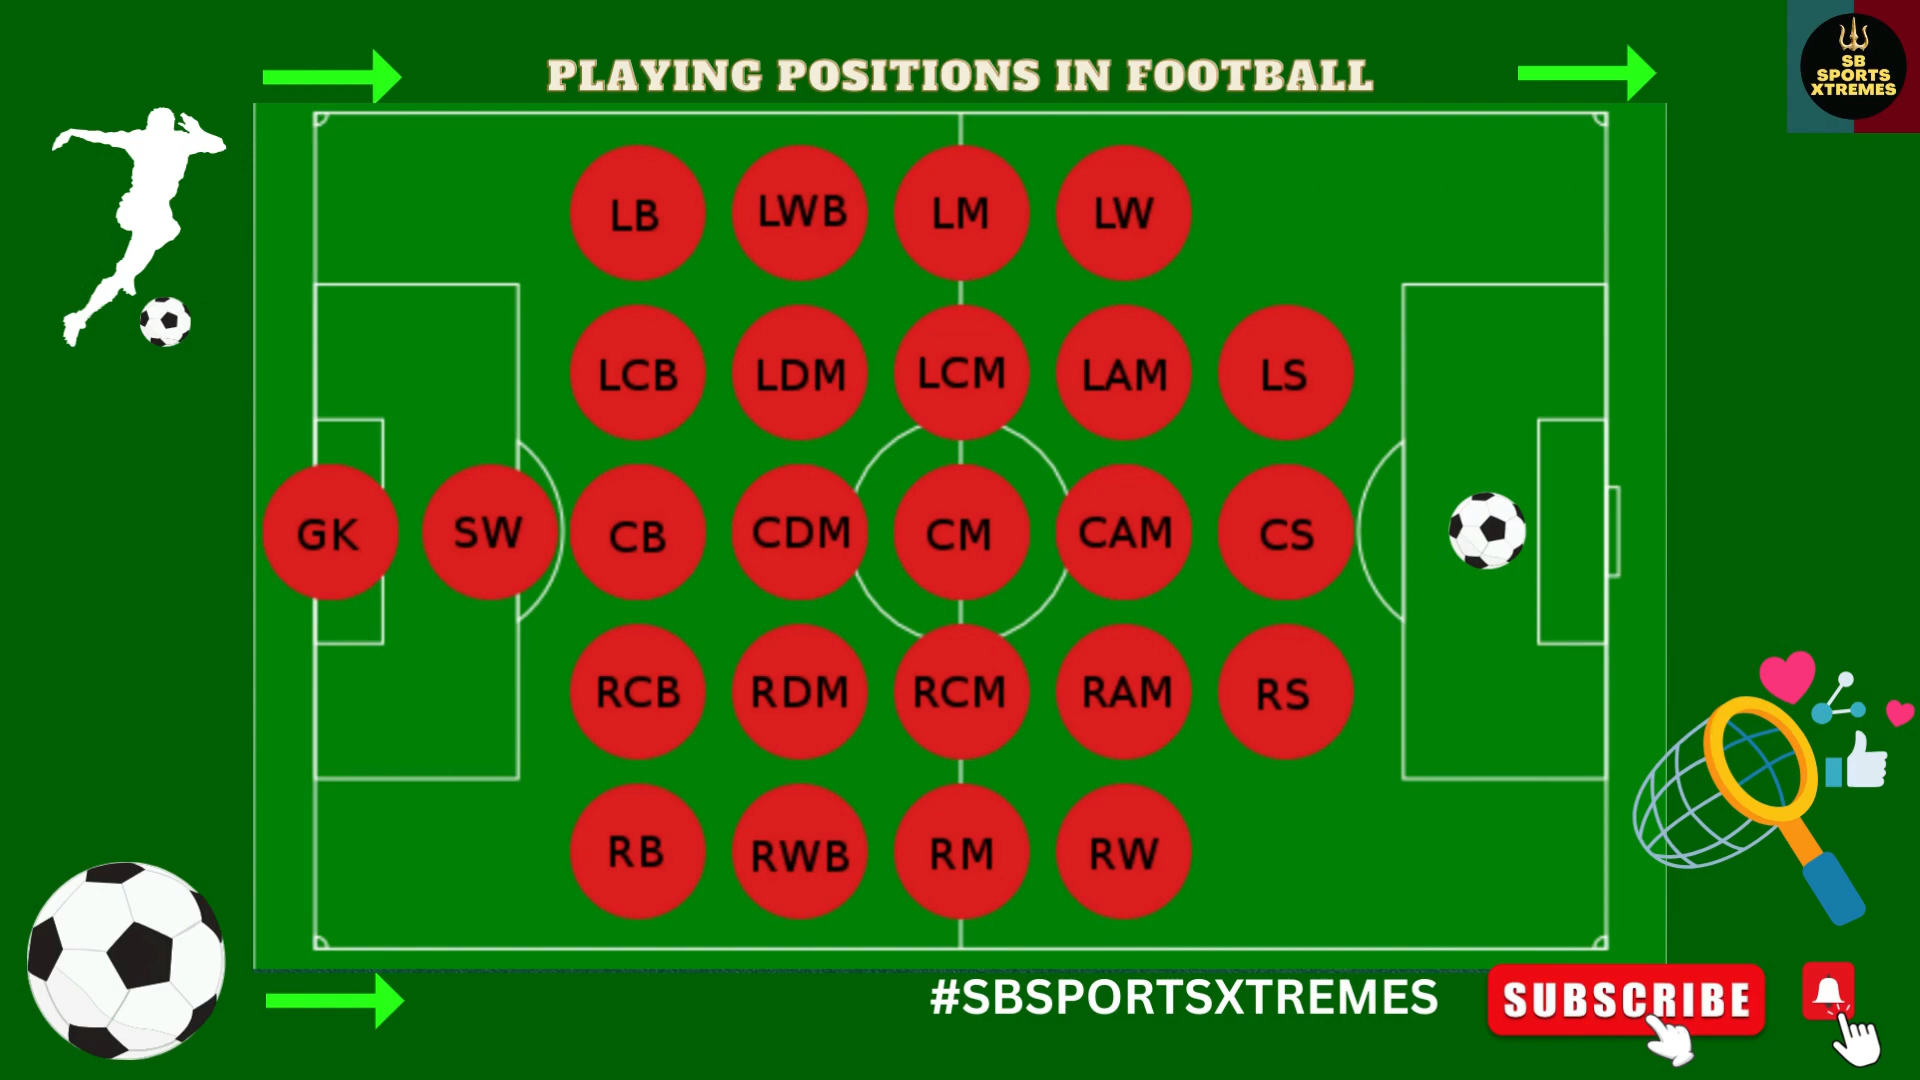 PLAYING POSITIONS IN FOOTBALL
SB
SPORTS
XTREMES
LB LWB LM LW
LCB LDM LCM LAM LS
GK SW CB CDM CM CAM CS
RCB RDM RCM RAM RS
RB RWB RM RW
#SBSPORTSXTREMES
SUBSCRIBE